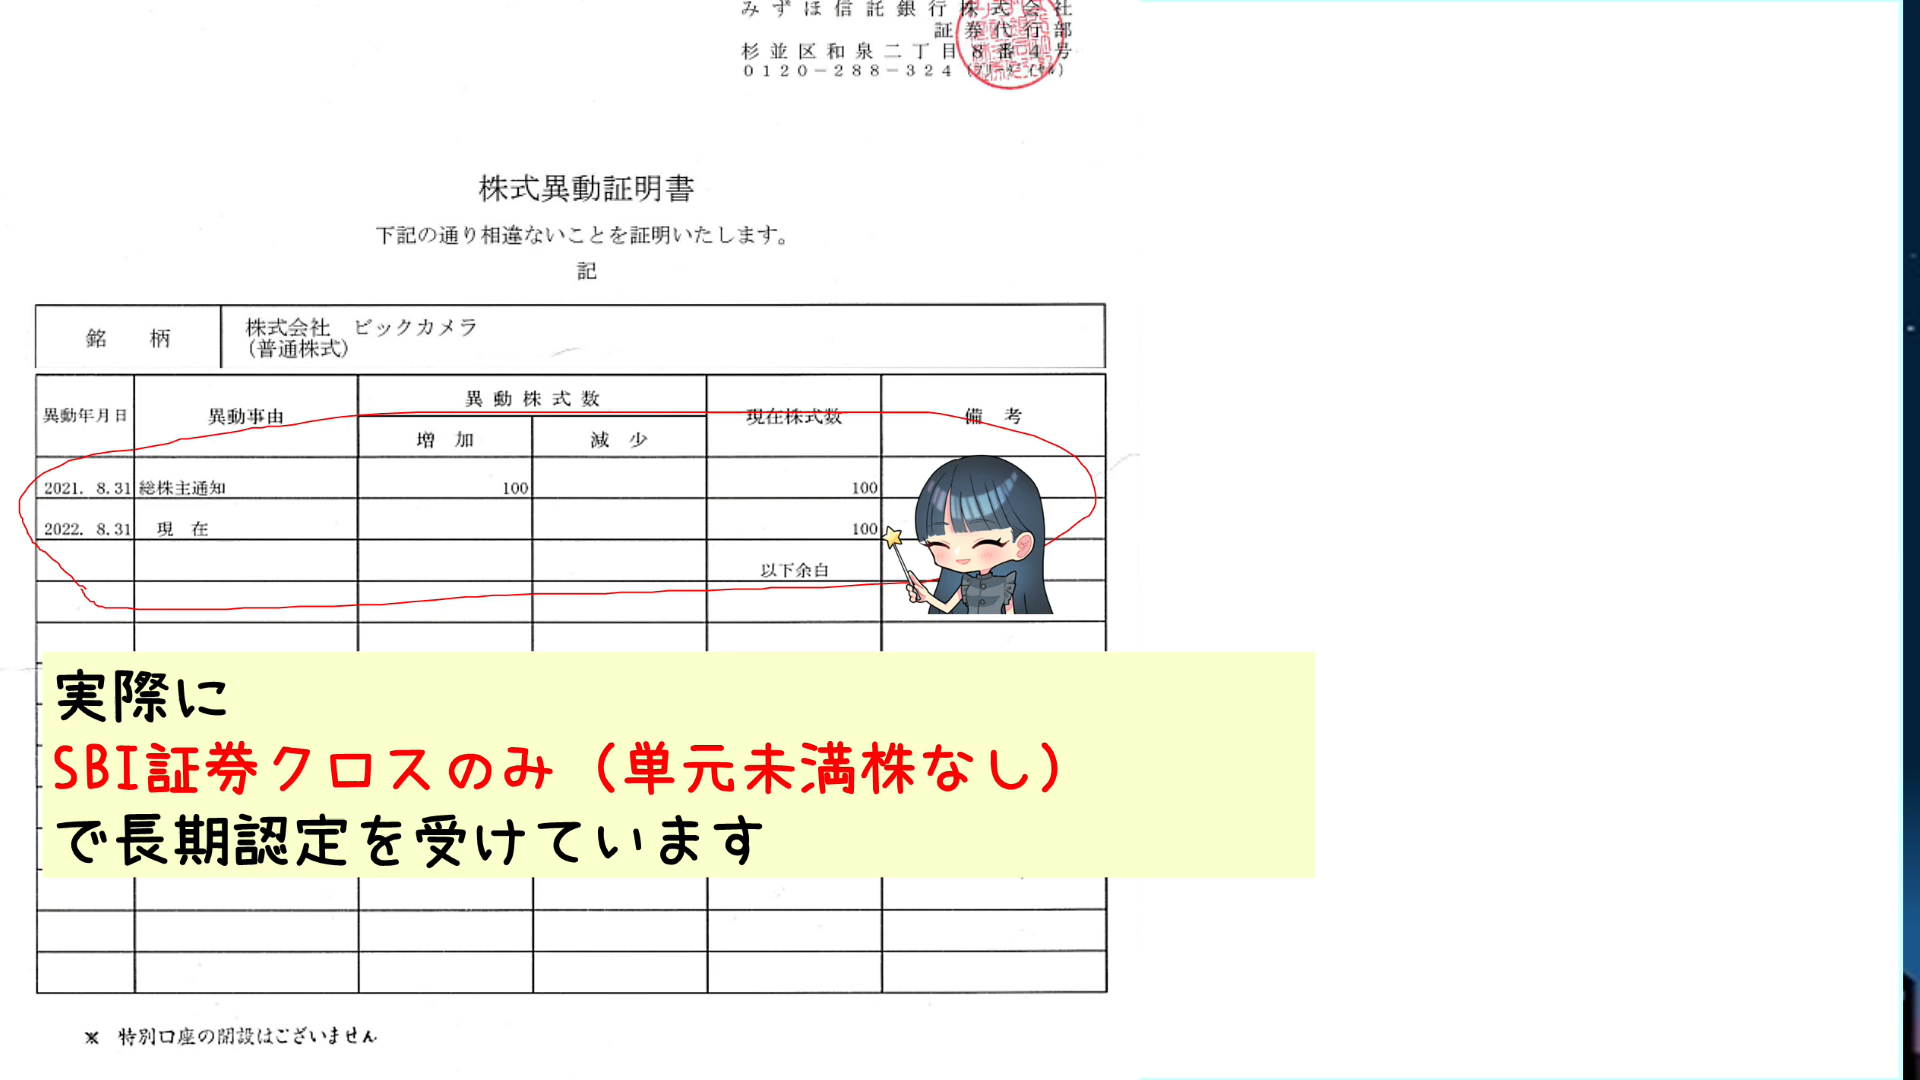 みずほ信託銀行株式会社
証券代行部
杉並区和泉二丁目8番4号
0120-288-324(フリーダイヤル)
株式異動証明書
下記の通り相違ないことを証明いたします。
記
銘 柄
株式会社 ビックカメラ
(普通株式)
異動年月日 異動事由 異動株式数 現在株式数 備 考
増 加 減 少
2021. 8.31 総株主通知 100 100
2022. 8.31 現 在 100
以下余白
実際に
SBI証券クロスのみ(単元未満株なし)
で長期認定を受けています
※ 特別口座の開設はございません